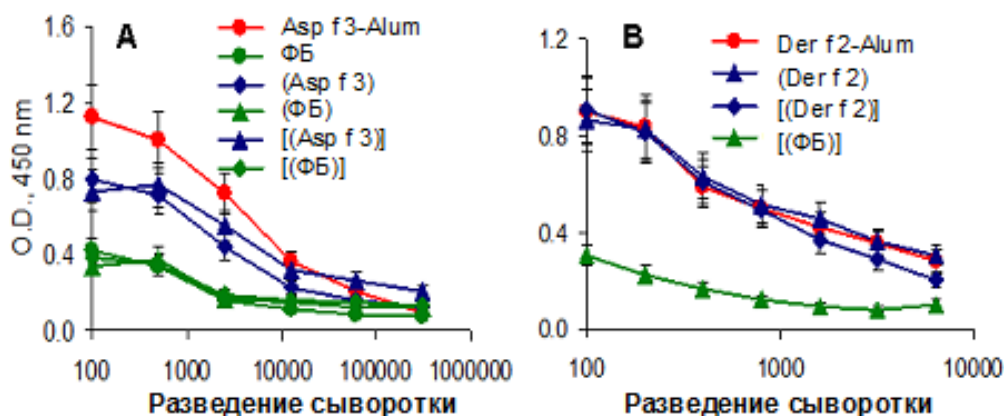 A
O.D., 450 nm
1.6
1.2
0.8
0.4
0.0
100 1000 10000 100000 1000000
Разведение сыворотки
Asp f 3-Alum
ФБ
(Asp f 3)
(ФБ)
[(Asp f 3)]
[(ФБ)]
B
1.2
0.8
0.4
0.0
100 1000 10000
Разведение сыворотки
Der f2-Alum
(Der f 2)
[(Der f 2)]
[(ФБ)]